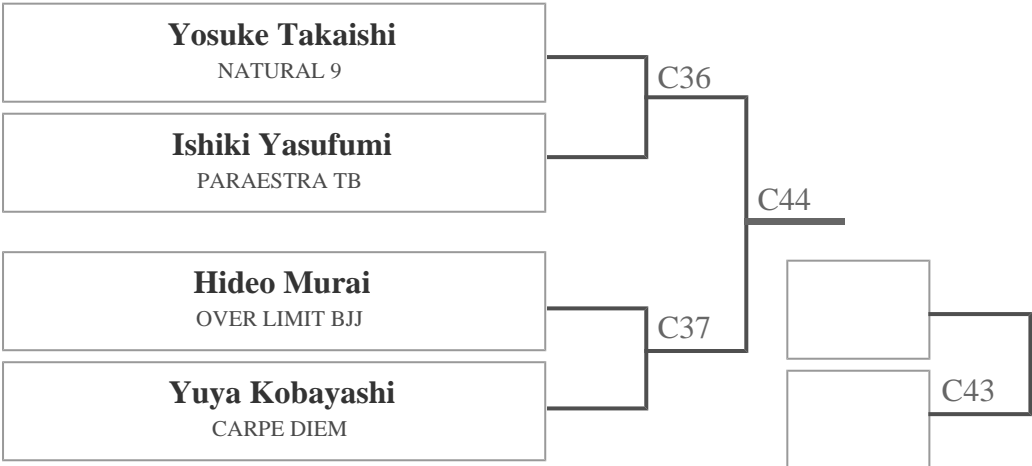 Yosuke Takaishi
NATURAL 9
C36
Ishiki Yasufumi
PARAESTRA TB
C44
Hideo Murai
OVER LIMIT BJJ
C37
Yuya Kobayashi
CARPE DIEM
C43